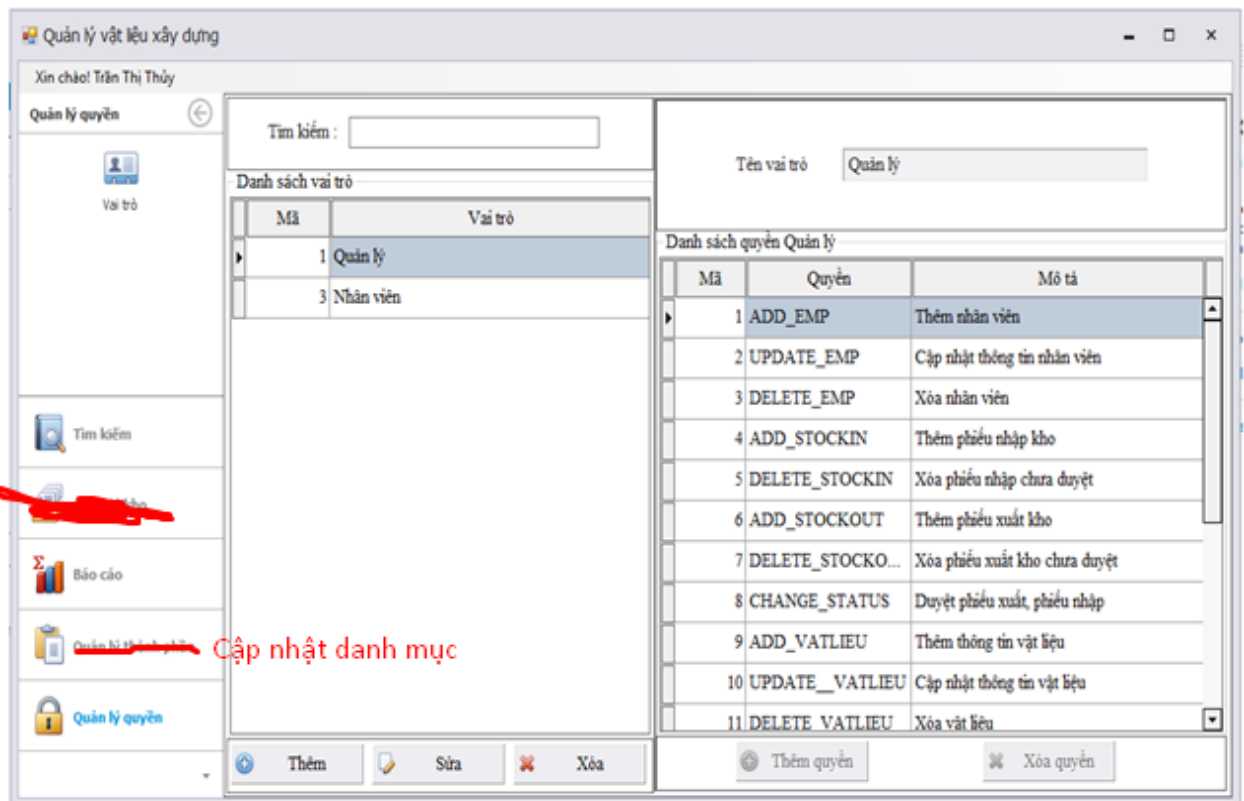 Quản lý vật liệu xây dựng
Xin chào! Trần Thị Thủy
Quản lý quyền
Vai trò
Tìm kiếm
kho
Báo cáo
Quản lý thành phần
Cập nhật danh mục
Quản lý quyền
Tìm kiếm :
Danh sách vai trò
Mã Vai trò
1 Quản lý
3 Nhân viên
Thêm Sửa Xóa
Tên vai trò Quản lý
Danh sách quyền Quản lý
Mã Quyền Mô tả
1 ADD_EMP Thêm nhân viên
2 UPDATE_EMP Cập nhật thông tin nhân viên
3 DELETE_EMP Xóa nhân viên
4 ADD_STOCKIN Thêm phiếu nhập kho
5 DELETE_STOCKIN Xóa phiếu nhập chưa duyệt
6 ADD_STOCKOUT Thêm phiếu xuất kho
7 DELETE_STOCKO... Xóa phiếu xuất kho chưa duyệt
8 CHANGE_STATUS Duyệt phiếu xuất, phiếu nhập
9 ADD_VATLIEU Thêm thông tin vật liệu
10 UPDATE__VATLIEU Cập nhật thông tin vật liệu
11 DELETE_VATLIEU Xóa vật liệu
Thêm quyền Xóa quyền